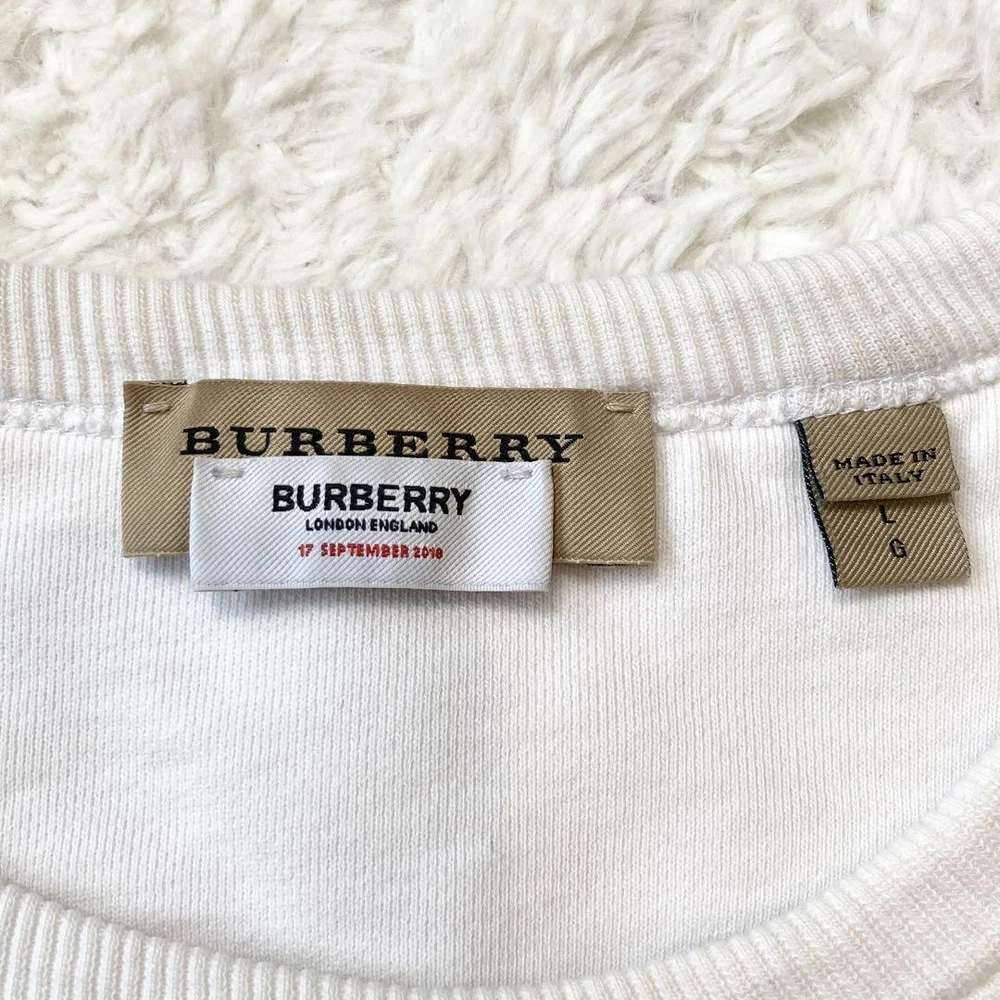 BURBERRY
BURBERRY
LONDON ENGLAND
17 SEPTEMBER 2018
MADE IN
ITALY
L
G